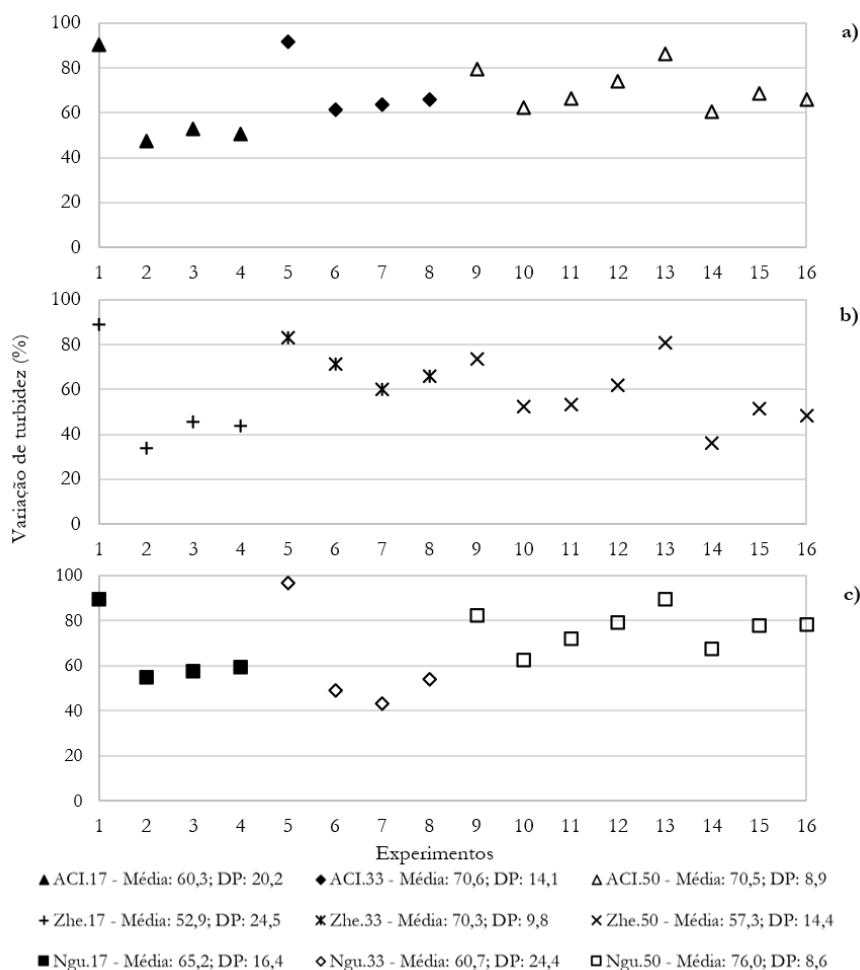 100
a)
80
60
40
20
0
1 2 3 4 5 6 7 8 9 10 11 12 13 14 15 16
100
b)
80
60
40
20
0
1 2 3 4 5 6 7 8 9 10 11 12 13 14 15 16
Variação de turbidez (%)
100
c)
80
60
40
20
0
1 2 3 4 5 6 7 8 9 10 11 12 13 14 15 16
Experimentos
ACI.17 - Média: 60,3; DP: 20,2 ACI.33 - Média: 70,6; DP: 14,1 ACI.50 - Média: 70,5; DP: 8,9
Zhe.17 - Média: 52,9; DP: 24,5 Zhe.33 - Média: 70,3; DP: 9,8 Zhe.50 - Média: 57,3; DP: 14,4
Ngu.17 - Média: 65,2; DP: 16,4 Ngu.33 - Média: 60,7; DP: 24,4 Ngu.50 - Média: 76,0; DP: 8,6